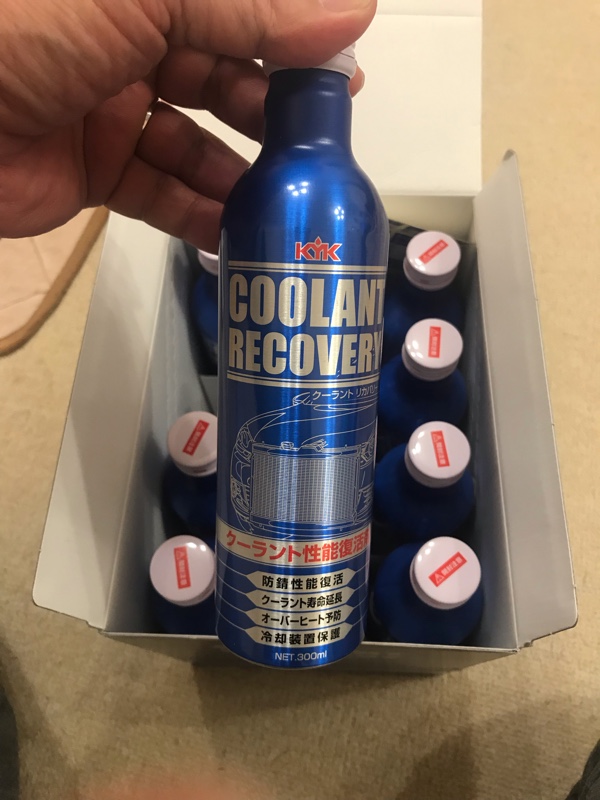 KYK
COOLANT
RECOVERY
クーラント リカバリー
クーラント性能復活
防錆性能復活
クーラント寿命延長
オーバーヒート予防
冷却装置保護
NET.300ml